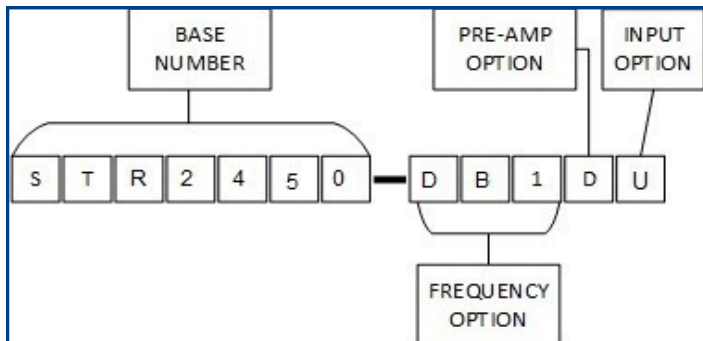 BASE
NUMBER
PRE-AMP
OPTION
INPUT
OPTION
S T R 2 4 5 0 – D B 1 D U
FREQUENCY
OPTION